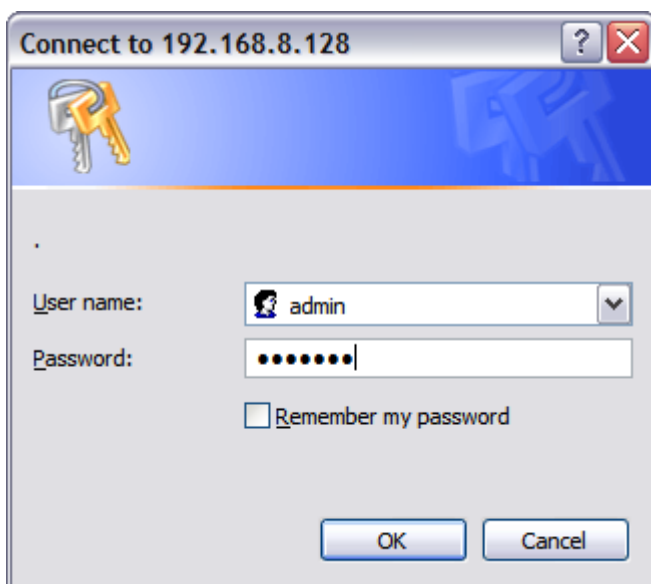 Connect to 192.168.8.128
.
User name: admin
Password: •••••••
Remember my password
OK Cancel